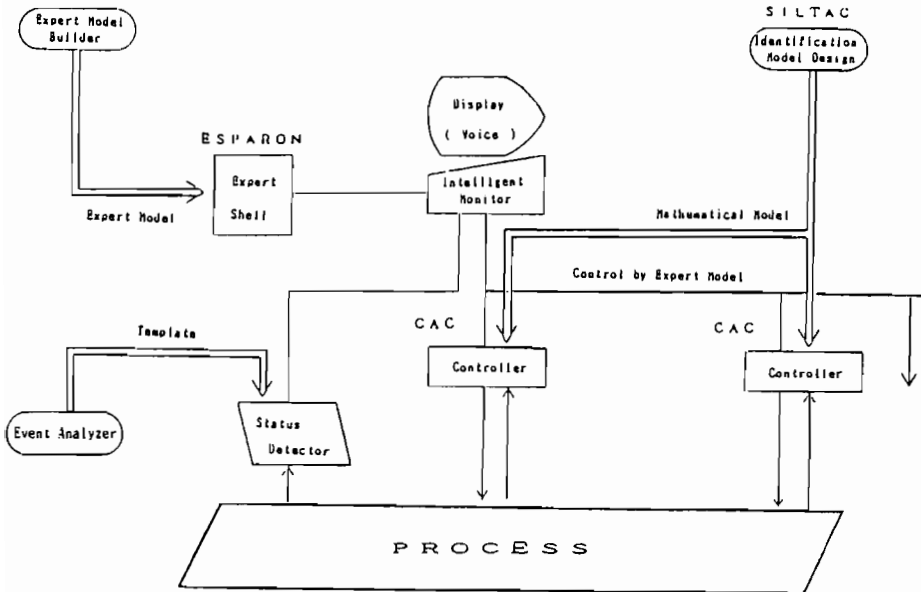 Expert Model
Builder
SILTAC
Identification
Model Design
Display
( Voice )
ESPARON
Expert
Shell
Intelligent
Monitor
Expert Model
Mathematical Model
Control by Expert Model
Template
CAC
CAC
Controller
Controller
Event Analyzer
Status
Detector
PROCESS